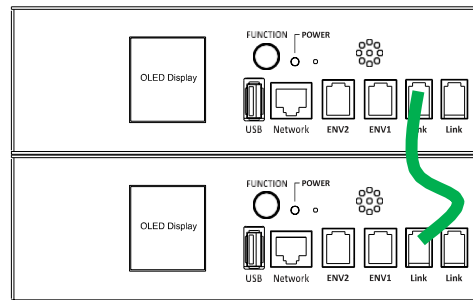 FUNCTION POWER
OLED Display
USB Network ENV2 ENV1 Link Link
FUNCTION POWER
OLED Display
USB Network ENV2 ENV1 Link Link